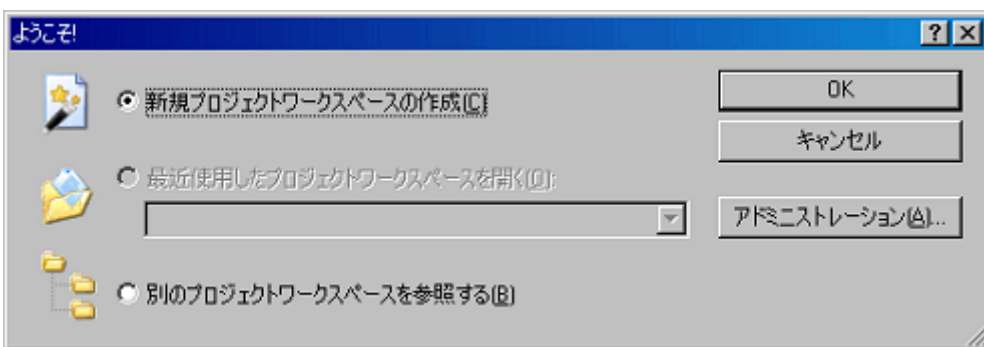 ようこそ!
新規プロジェクトワークスペースの作成(C)
OK
キャンセル
最近使用したプロジェクトワークスペースを開く(O):
アドミニストレーション(A)...
別のプロジェクトワークスペースを参照する(B)